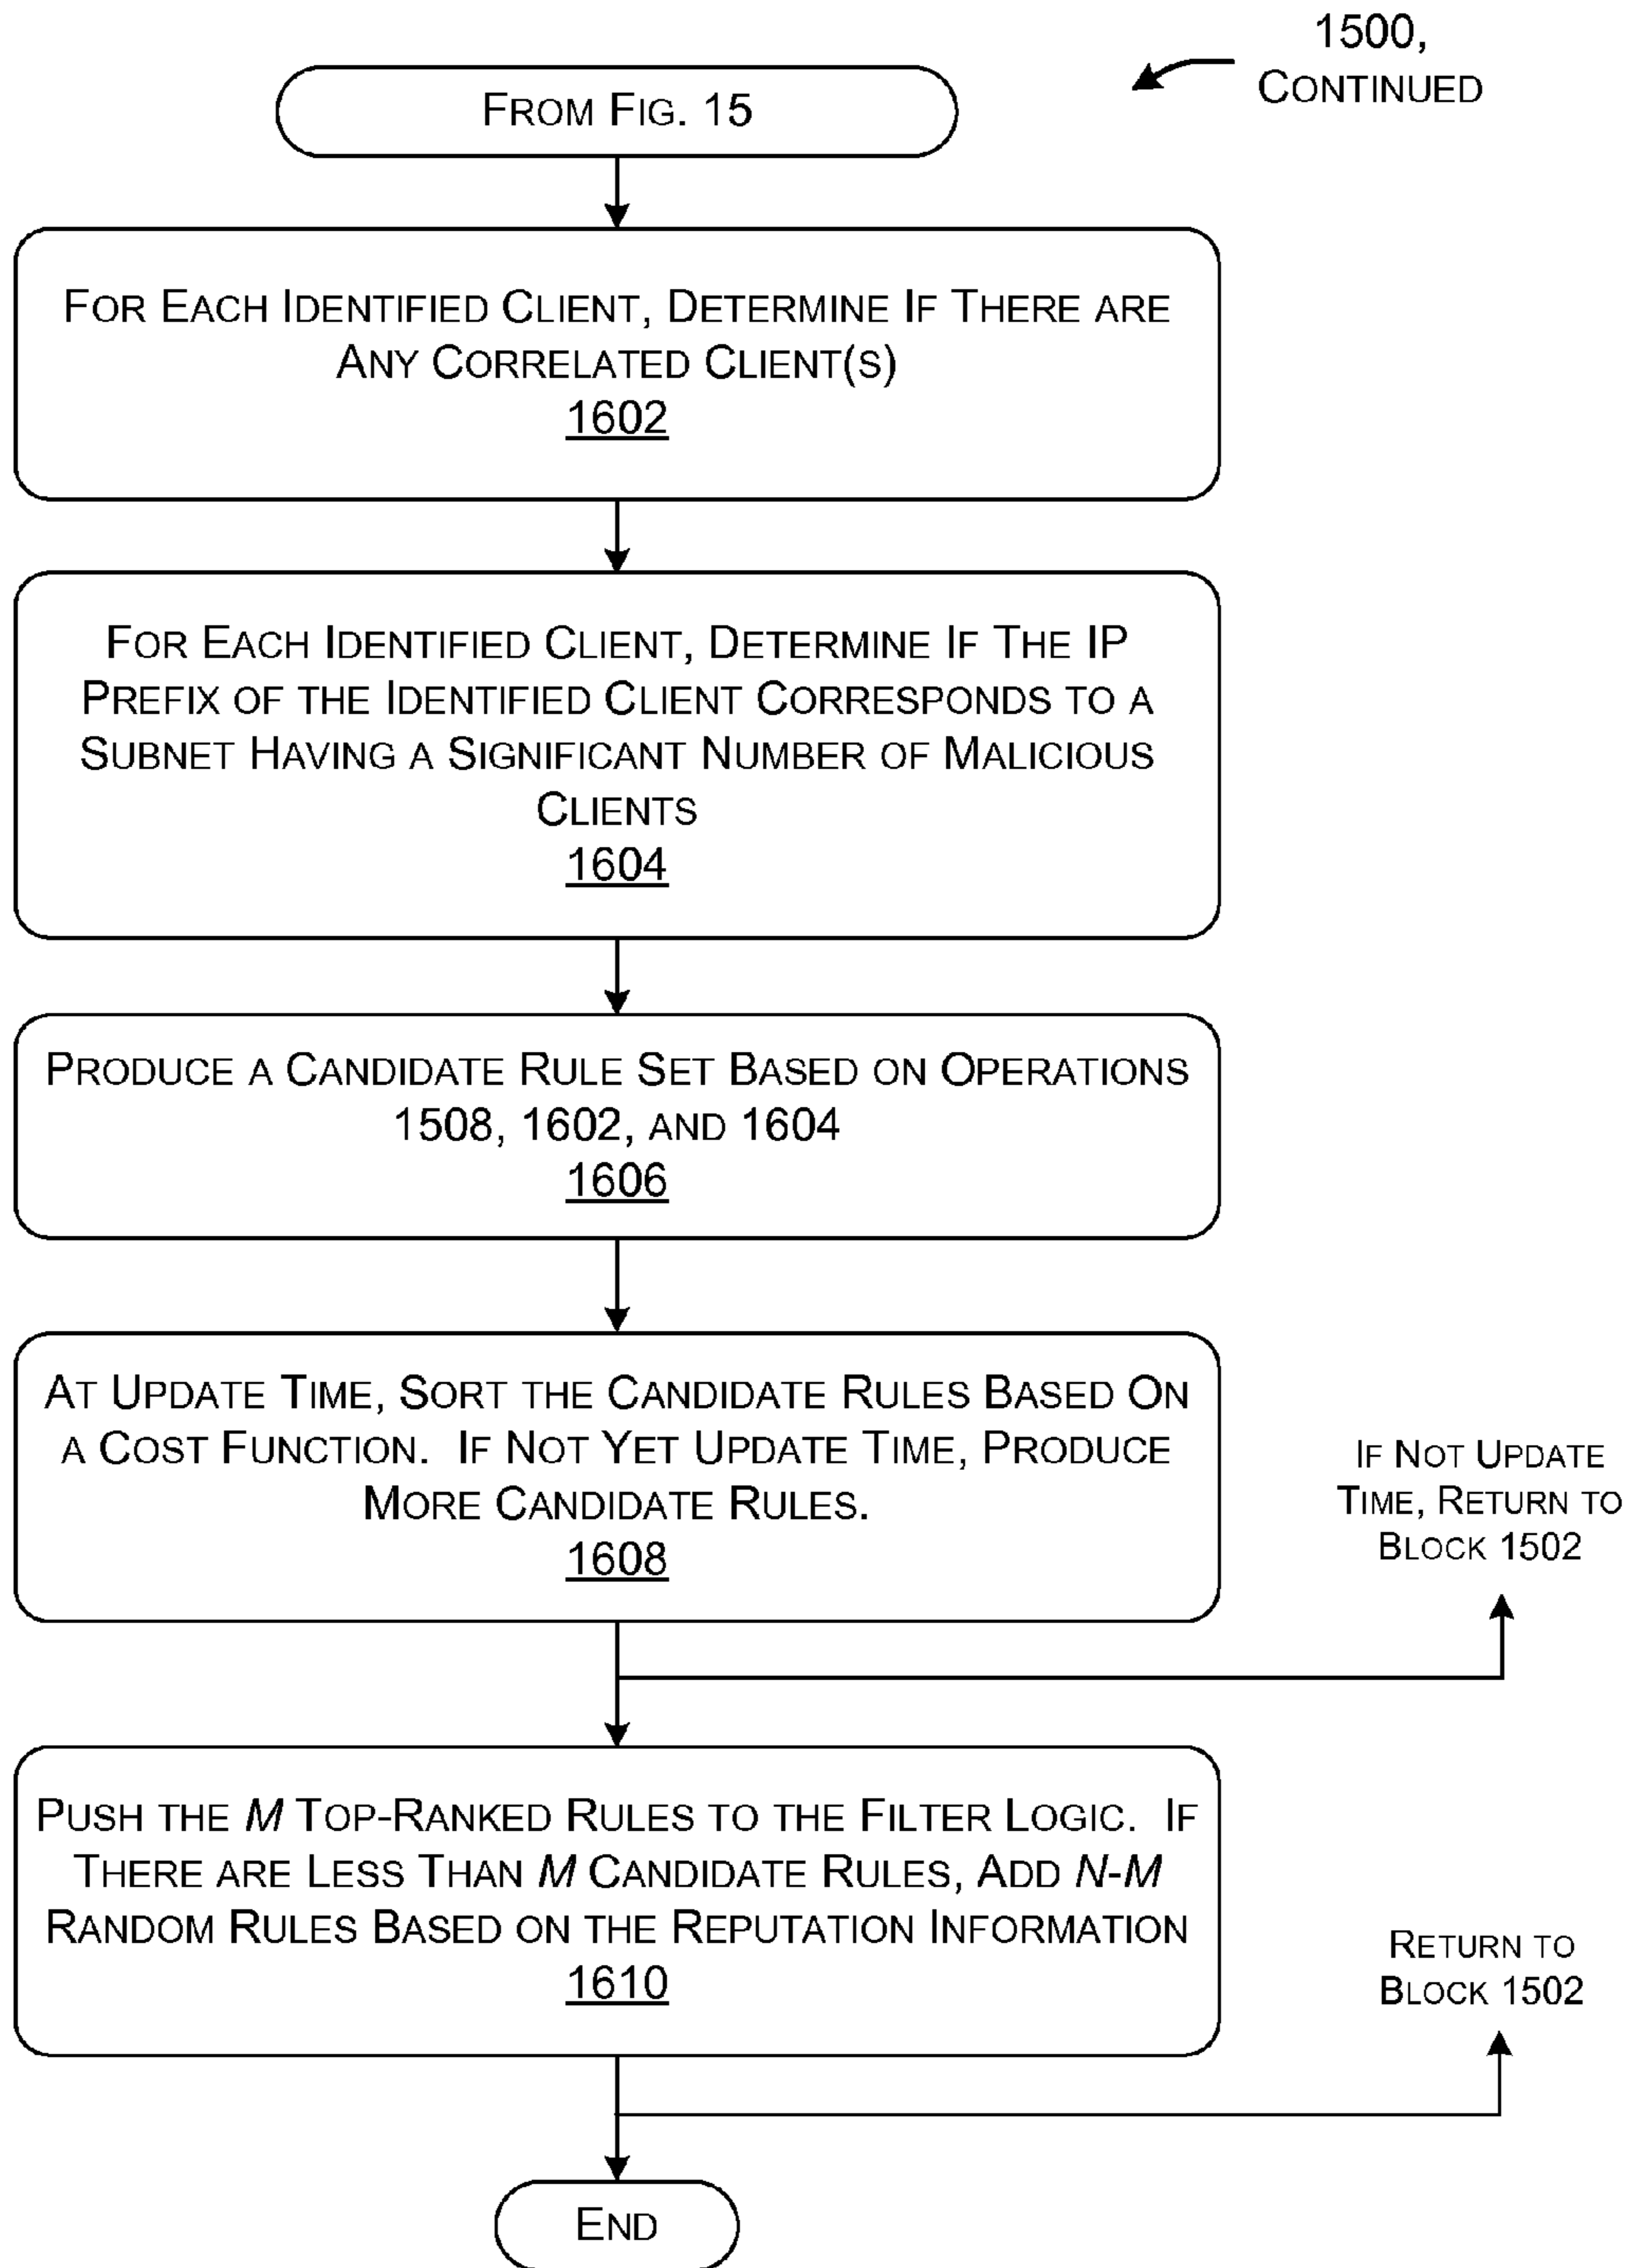 1500,
CONTINUED
FROM FIG. 15
FOR EACH IDENTIFIED CLIENT, DETERMINE IF THERE ARE
ANY CORRELATED CLIENT(S)
1602
FOR EACH IDENTIFIED CLIENT, DETERMINE IF THE IP
PREFIX OF THE IDENTIFIED CLIENT CORRESPONDS TO A
SUBNET HAVING A SIGNIFICANT NUMBER OF MALICIOUS
CLIENTS
1604
PRODUCE A CANDIDATE RULE SET BASED ON OPERATIONS
1508, 1602, AND 1604
1606
AT UPDATE TIME, SORT THE CANDIDATE RULES BASED ON
A COST FUNCTION. IF NOT YET UPDATE TIME, PRODUCE
MORE CANDIDATE RULES.
1608
IF NOT UPDATE
TIME, RETURN TO
BLOCK 1502
PUSH THE M TOP-RANKED RULES TO THE FILTER LOGIC. IF
THERE ARE LESS THAN M CANDIDATE RULES, ADD N-M
RANDOM RULES BASED ON THE REPUTATION INFORMATION
1610
RETURN TO
BLOCK 1502
END